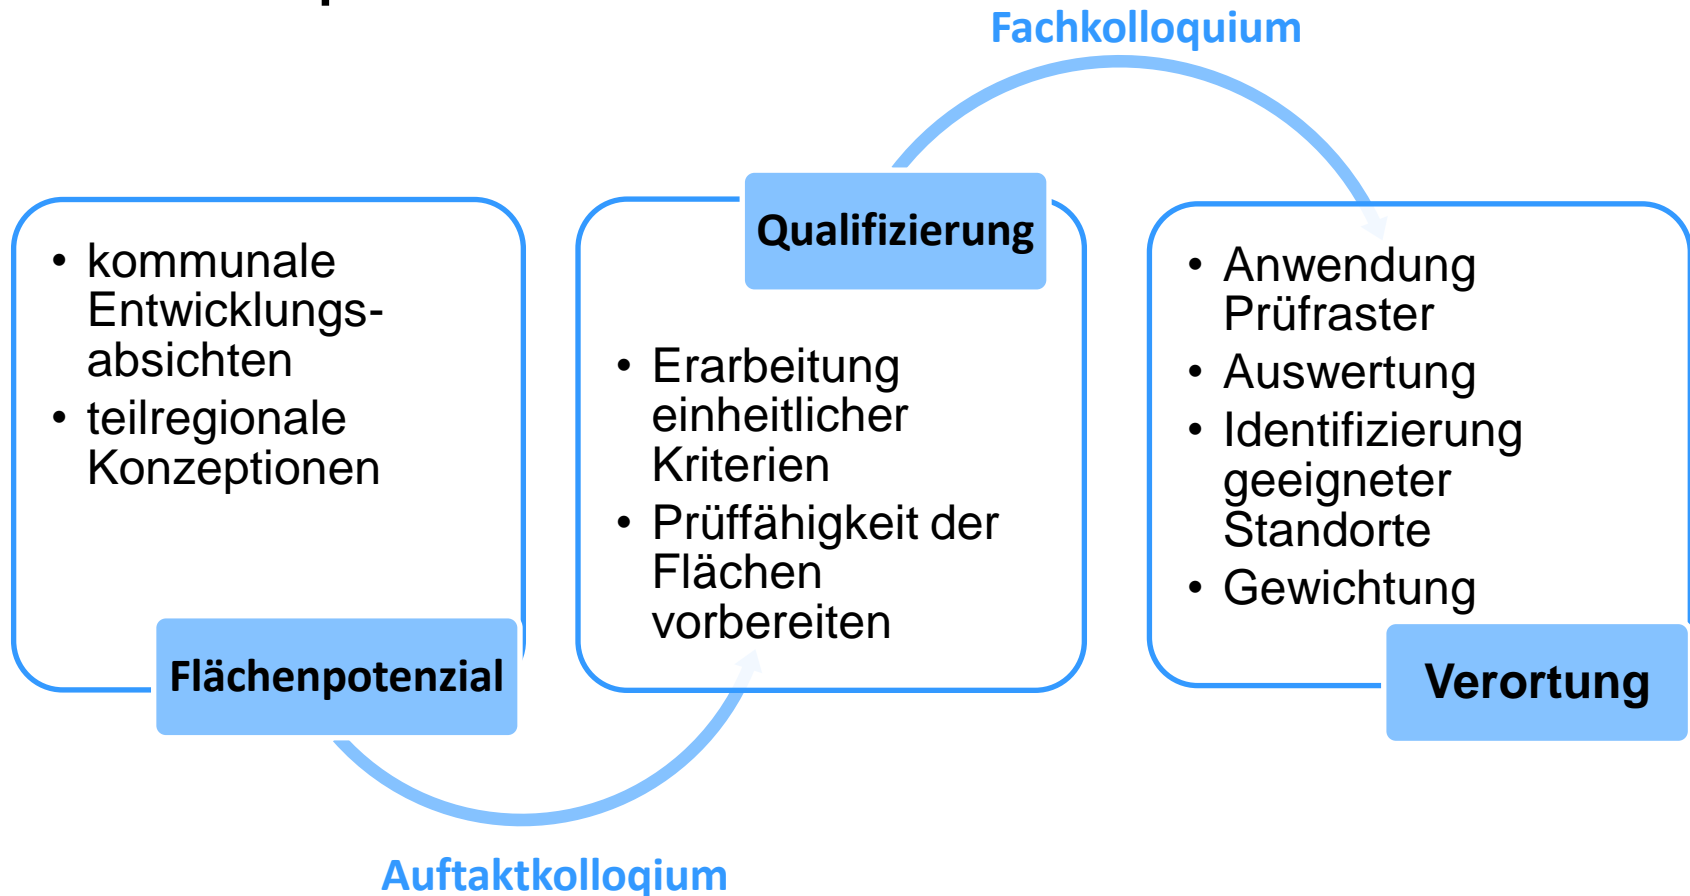 Fachkolloquium
• kommunale
Entwicklungs-
absichten
• teilregionale
Konzeptionen
Flächenpotenzial
Auftaktkolloqium
Qualifizierung
• Erarbeitung
einheitlicher
Kriterien
• Prüffähigkeit der
Flächen
vorbereiten
• Anwendung
Prüfraster
• Auswertung
• Identifizierung
geeigneter
Standorte
• Gewichtung
Verortung